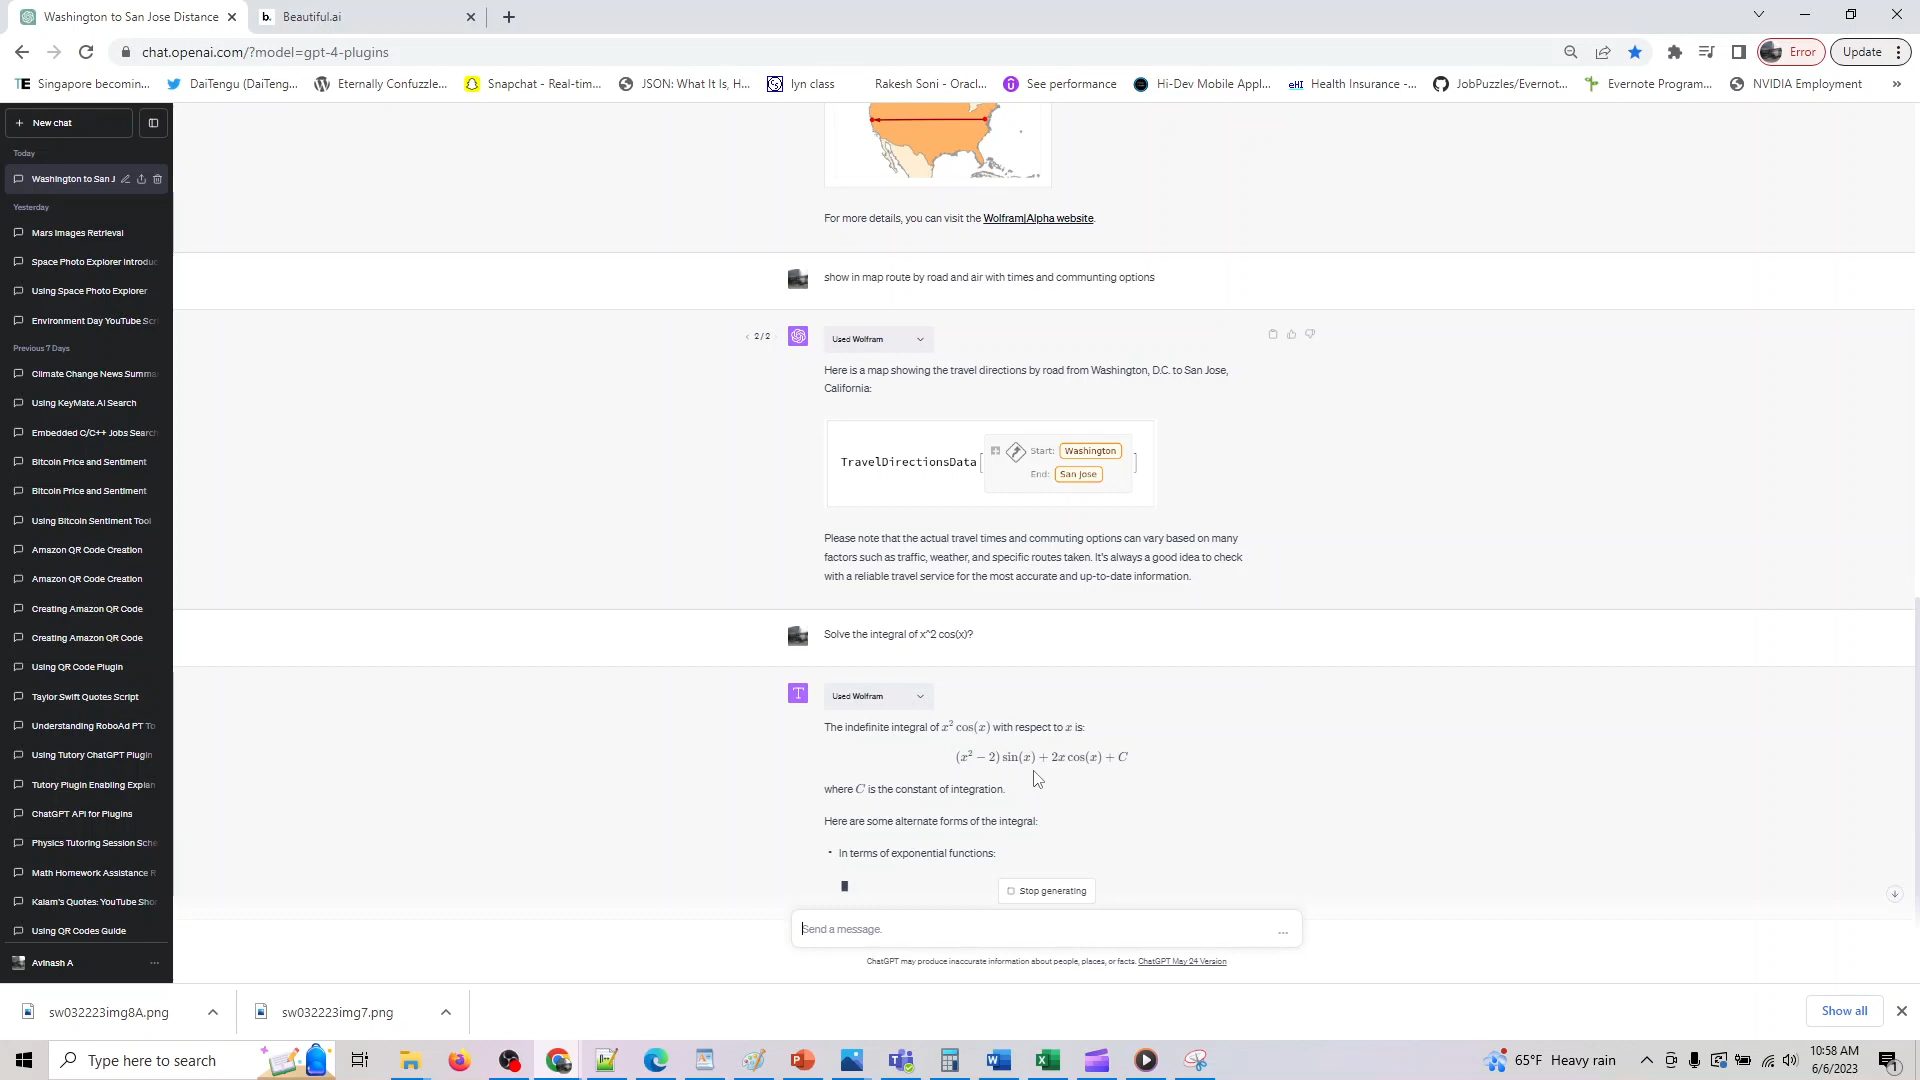 Washington to San Jose Distance
b. Beautiful.ai
chat.openai.com/?model=gpt-4-plugins
Error
Update
TE Singapore becomin...
DaiTengu (DaiTeng...
Eternally Confuzzle...
Snapchat - Real-tim...
JSON: What It Is, H...
lyn class
Rakesh Soni - Oracl...
See performance
Hi-Dev Mobile Appl...
eHI Health Insurance -...
JobPuzzles/Evernot...
Evernote Program...
NVIDIA Employment
New chat
Today
Washington to San J
Yesterday
Mars Images Retrieval
Space Photo Explorer Introduc
Using Space Photo Explorer
Environment Day YouTube Scr
Previous 7 Days
Climate Change News Summa
Using KeyMate.AI Search
Embedded C/C++ Jobs Search
Bitcoin Price and Sentiment
Bitcoin Price and Sentiment
Using Bitcoin Sentiment Tool
Amazon QR Code Creation
Amazon QR Code Creation
Creating Amazon QR Code
Creating Amazon QR Code
Using QR Code Plugin
Taylor Swift Quotes Script
Understanding RoboAd PT To
Using Tutory ChatGPT Plugin
Tutory Plugin Enabling Explan
ChatGPT API for Plugins
Physics Tutoring Session Sche
Math Homework Assistance R
Kalam's Quotes: YouTube Shor
Using QR Codes Guide
Avinash A
For more details, you can visit the Wolfram|Alpha website.
show in map route by road and air with times and communting options
2 / 2
Used Wolfram
Here is a map showing the travel directions by road from Washington, D.C. to San Jose,
California:
TravelDirectionsData[
Start: Washington
End: San Jose
]
Please note that the actual travel times and commuting options can vary based on many
factors such as traffic, weather, and specific routes taken. It's always a good idea to check
with a reliable travel service for the most accurate and up-to-date information.
Solve the integral of x^2 cos(x)?
T
Used Wolfram
The indefinite integral of x² cos(x) with respect to x is:
(x² − 2) sin(x) + 2x cos(x) + C
where C is the constant of integration.
Here are some alternate forms of the integral:
• In terms of exponential functions:
Stop generating
Send a message.
ChatGPT may produce inaccurate information about people, places, or facts. ChatGPT May 24 Version
sw032223img8A.png
sw032223img7.png
Show all
Type here to search
65°F Heavy rain
10:58 AM
6/6/2023
1